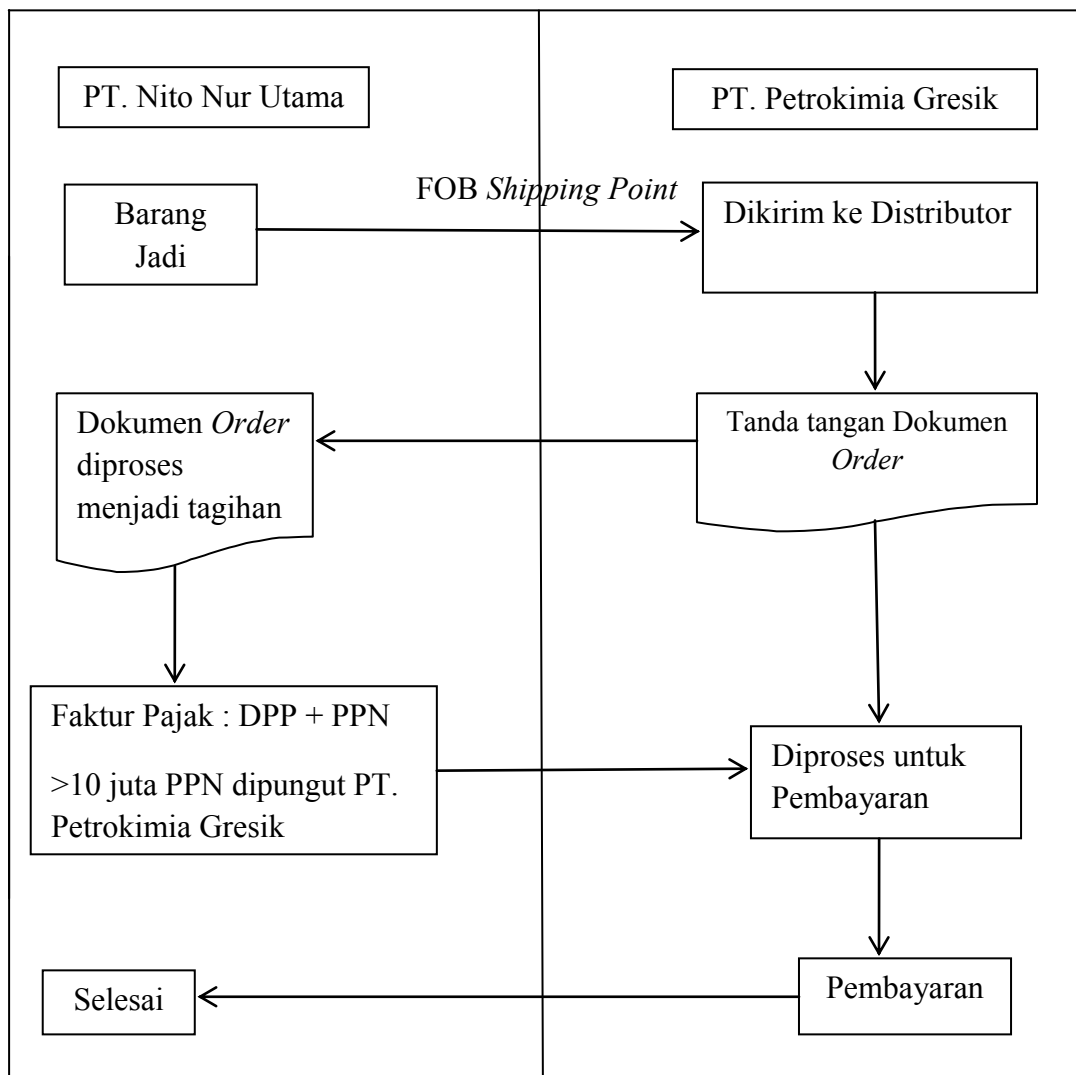 PT. Nito Nur Utama
PT. Petrokimia Gresik
FOB Shipping Point
Barang
Jadi
Dikirim ke Distributor
Dokumen Order
diproses
menjadi tagihan
Tanda tangan Dokumen
Order
Faktur Pajak : DPP + PPN
>10 juta PPN dipungut PT.
Petrokimia Gresik
Diproses untuk
Pembayaran
Selesai
Pembayaran